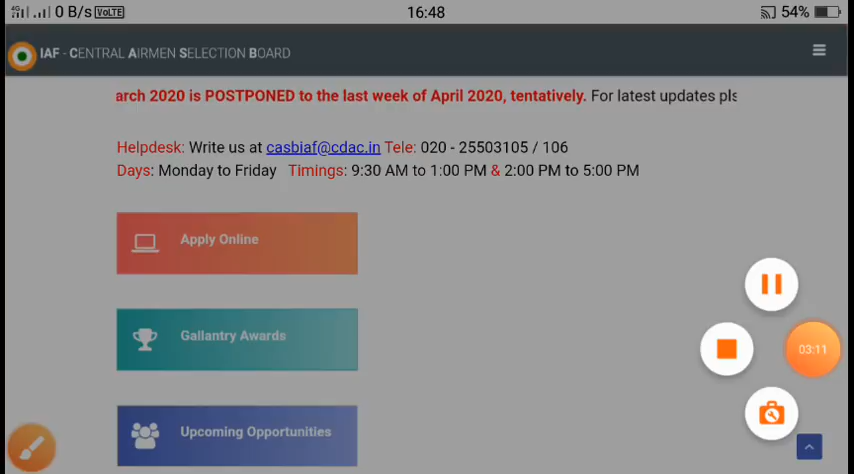 4G 0 B/s VoLTE 16:48 54%
IAF - CENTRAL AIRMEN SELECTION BOARD
arch 2020 is POSTPONED to the last week of April 2020, tentatively. For latest updates pls
Helpdesk: Write us at casbiaf@cdac.in Tele: 020 - 25503105 / 106
Days: Monday to Friday Timings: 9:30 AM to 1:00 PM & 2:00 PM to 5:00 PM
Apply Online
Gallantry Awards
03:11
Upcoming Opportunities